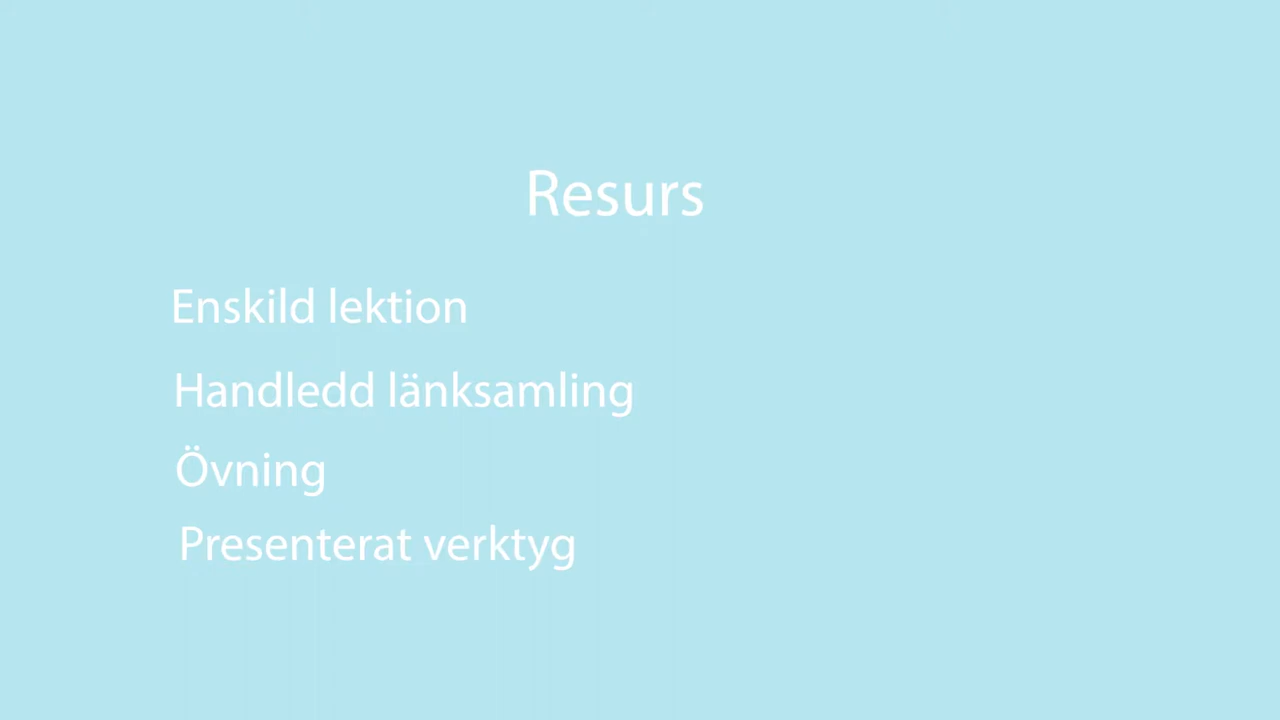 Resurs
Enskild lektion
Handledd länksamling
Övning
Presenterat verktyg